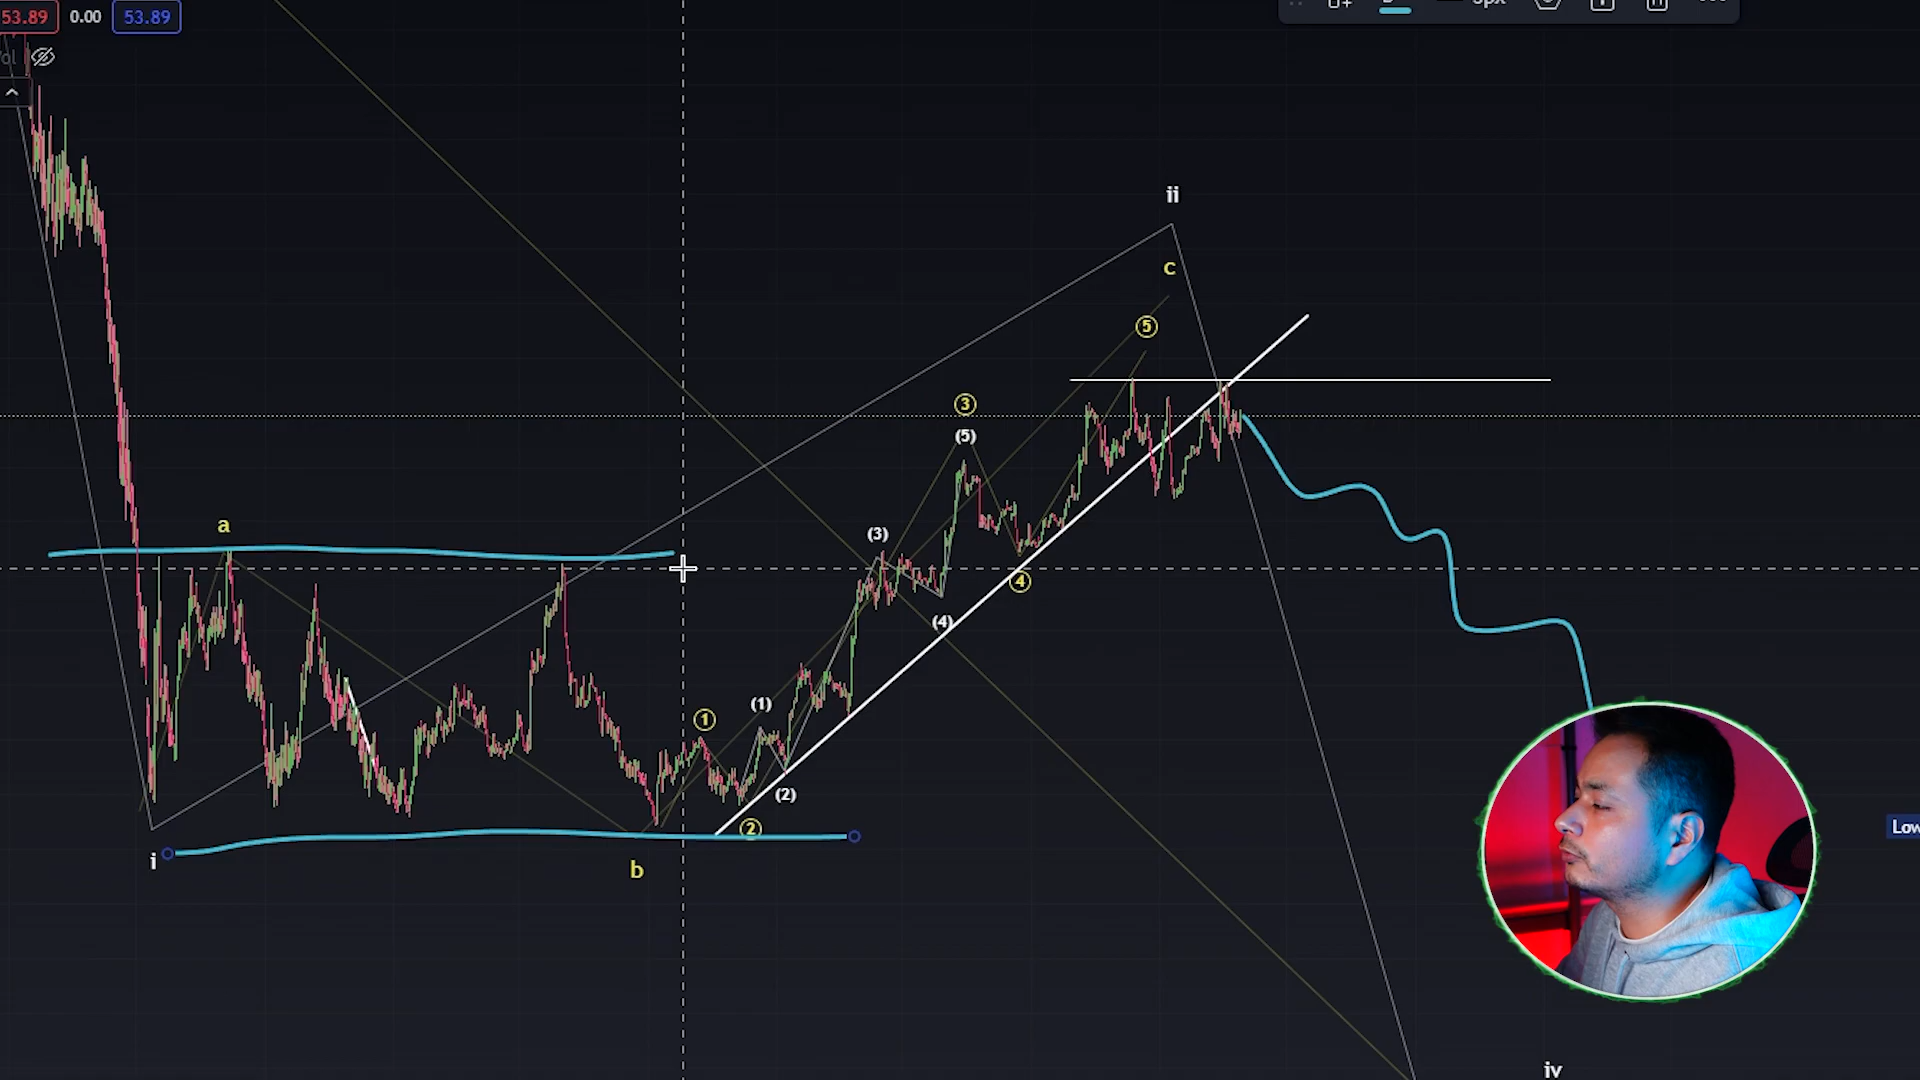 53.89 0.00 53.89
ii
c
⑤
③
(5)
a
(3)
④
(4)
①
(1)
(2)
②
i
b
Low
iv